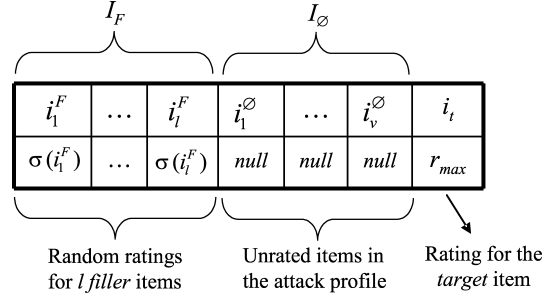 I_F I_∅
i_1^F … i_l^F i_1^∅ … i_v^∅ i_t
σ(i_1^F) … σ(i_l^F) null null null r_max
Random ratings Unrated items in Rating for the
for l filler items the attack profile target item